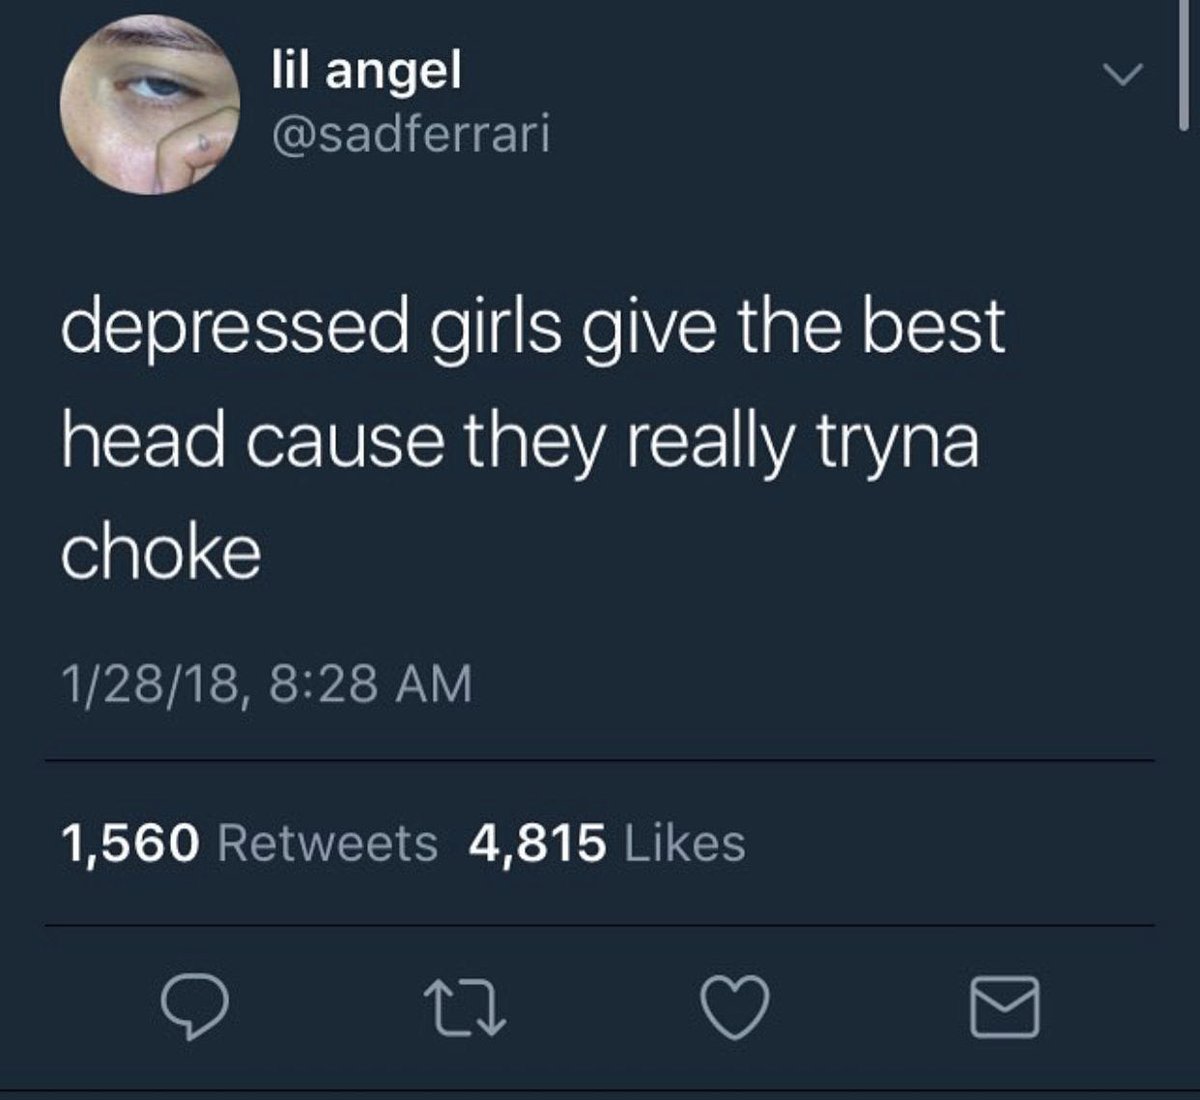 lil angel
@sadferrari
depressed girls give the best
head cause they really tryna
choke
1/28/18, 8:28 AM
1,560 Retweets 4,815 Likes